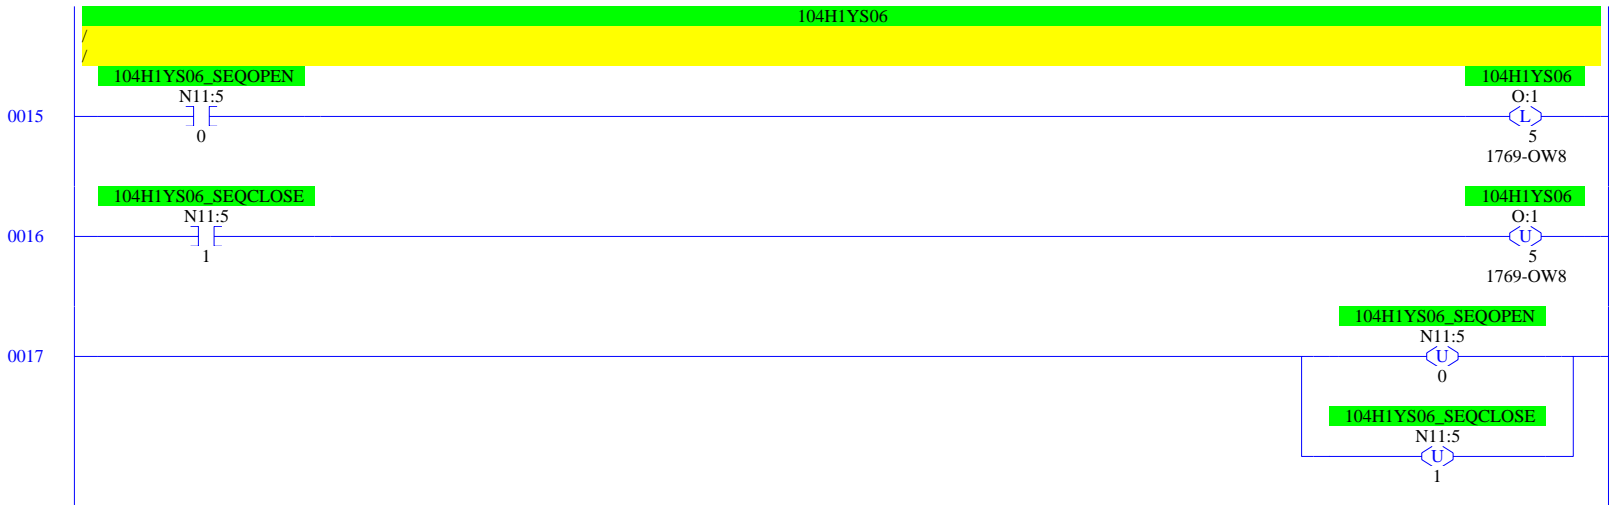 104H1YS06
/
/
104H1YS06_SEQOPEN 104H1YS06
N11:5 O:1
0015 L
0 5
1769-OW8
104H1YS06_SEQCLOSE 104H1YS06
N11:5 O:1
0016 U
1 5
1769-OW8
104H1YS06_SEQOPEN
N11:5
0017 U
0
104H1YS06_SEQCLOSE
N11:5
U
1